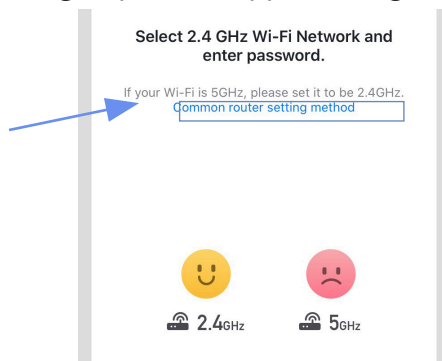 Select 2.4 GHz Wi-Fi Network and
enter password.
If your Wi-Fi is 5GHz, please set it to be 2.4GHz.
Common router setting method
2.4GHz 5GHz